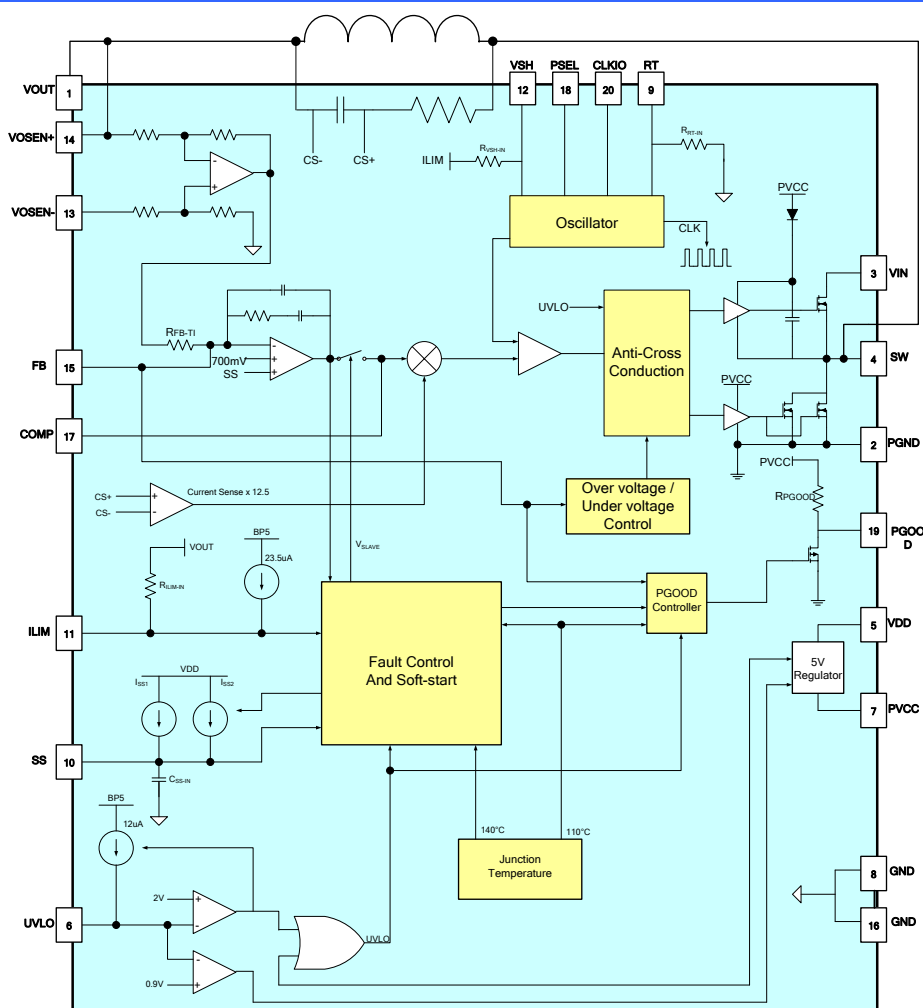 VSH PSEL CLKIO RT
12 18 20 9
VOUT
1
VOSEN+
14
CS- CS+
ILIM
RVSH-IN
RRT-IN
-
+
VOSEN-
13
Oscillator
CLK
PVCC
VIN
3
UVLO
RFB-TI
-
+
+
700mV
SS
FB
15
Anti-Cross
Conduction
SW
4
PVCC
COMP
17
PGND
2
PVCC
CS+
CS-
+
-
Current Sense x 12.5
Over voltage /
Under voltage
Control
RPGOOD
19
PGOO
D
VSLAVE
VOUT
RILIM-IN
BP5
23.5uA
ILIM
11
PGOOD
Controller
VDD
5
Fault Control
And Soft-start
5V
Regulator
VDD
ISS1
ISS2
PVCC
7
SS
10
CSS-IN
BP5
12uA
140°C
110°C
Junction
Temperature
GND
8
GND
16
2V
+
-
UVLO
6
UVLO
-
+
0.9V